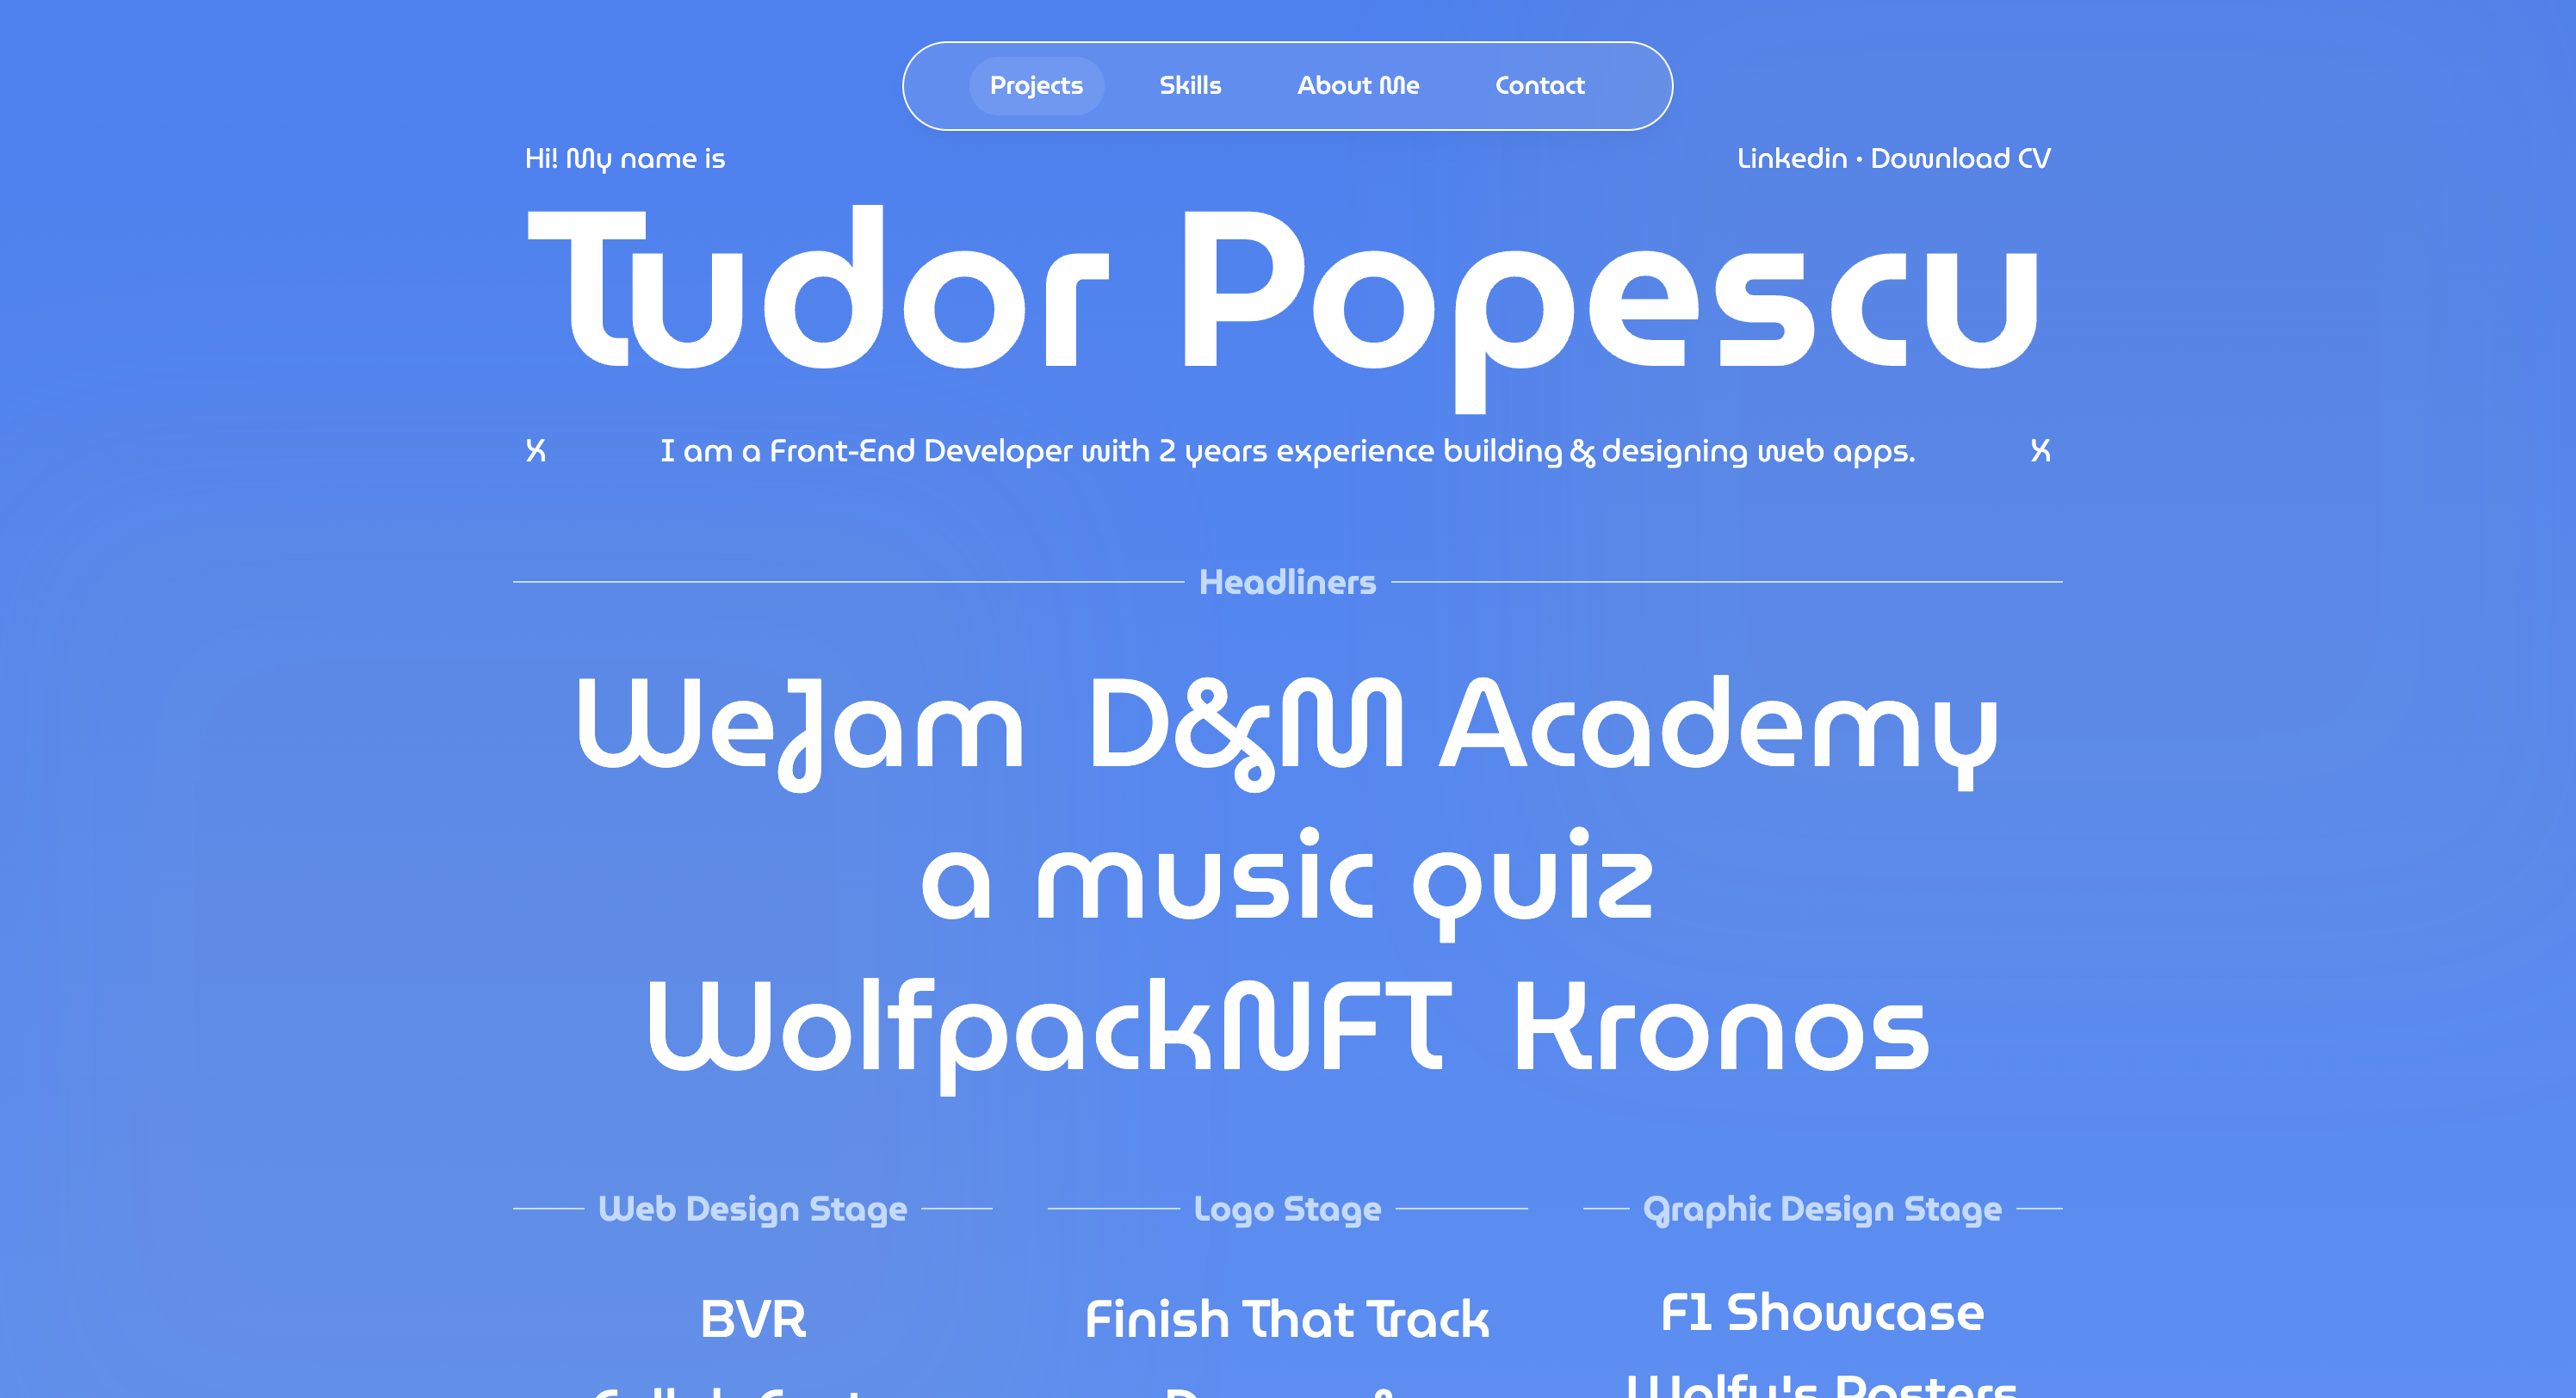 Projects Skills About Me Contact
Hi! My name is
Linkedin • Download CV
Tudor Popescu
X I am a Front-End Developer with 2 years experience building & designing web apps. X
Headliners
WeJam D&M Academy
a music quiz
WolfpackNFT Kronos
Web Design Stage Logo Stage Graphic Design Stage
BVR Finish That Track F1 Showcase
Wolfy's Posters